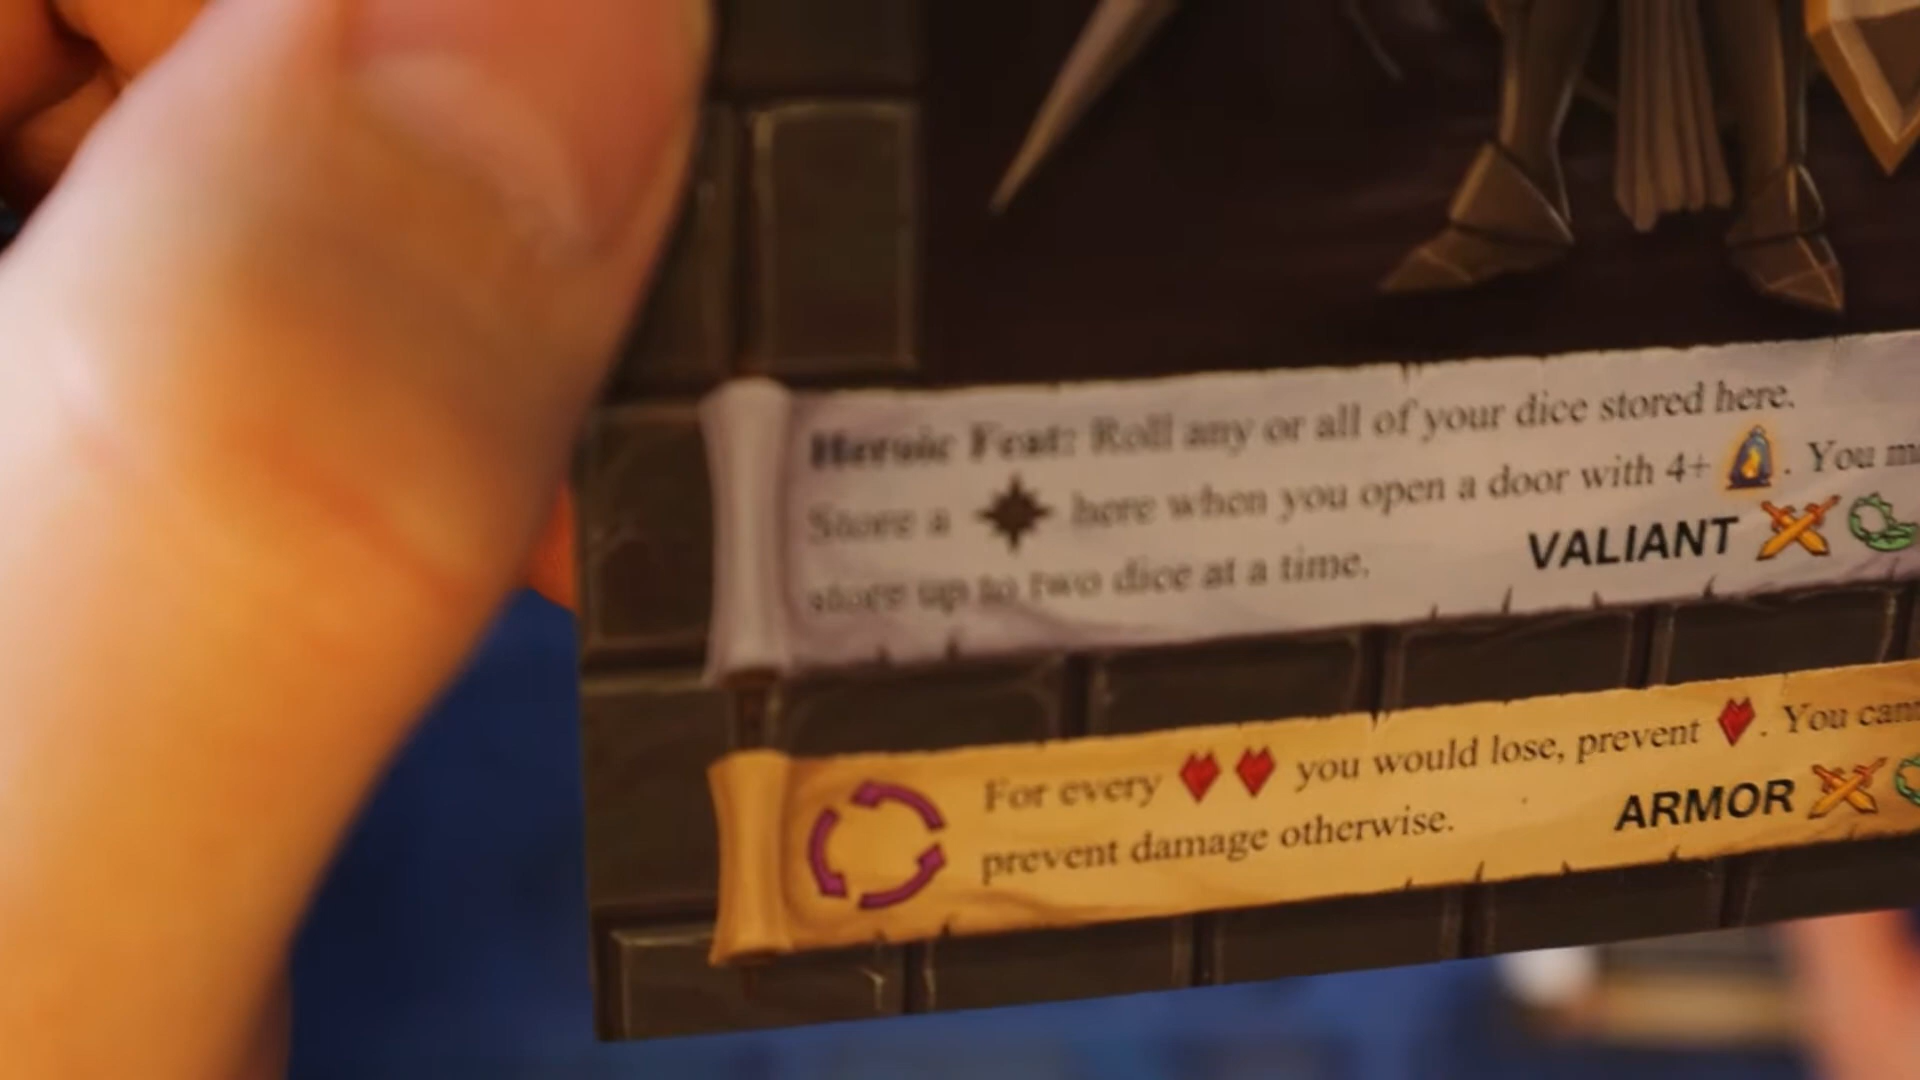 Heroic Feat: Roll any or all of your dice stored here.
Store a here when you open a door with 4+ . You
store up to two dice at a time.
VALIANT
For every you would lose, prevent . You
prevent damage otherwise.
ARMOR